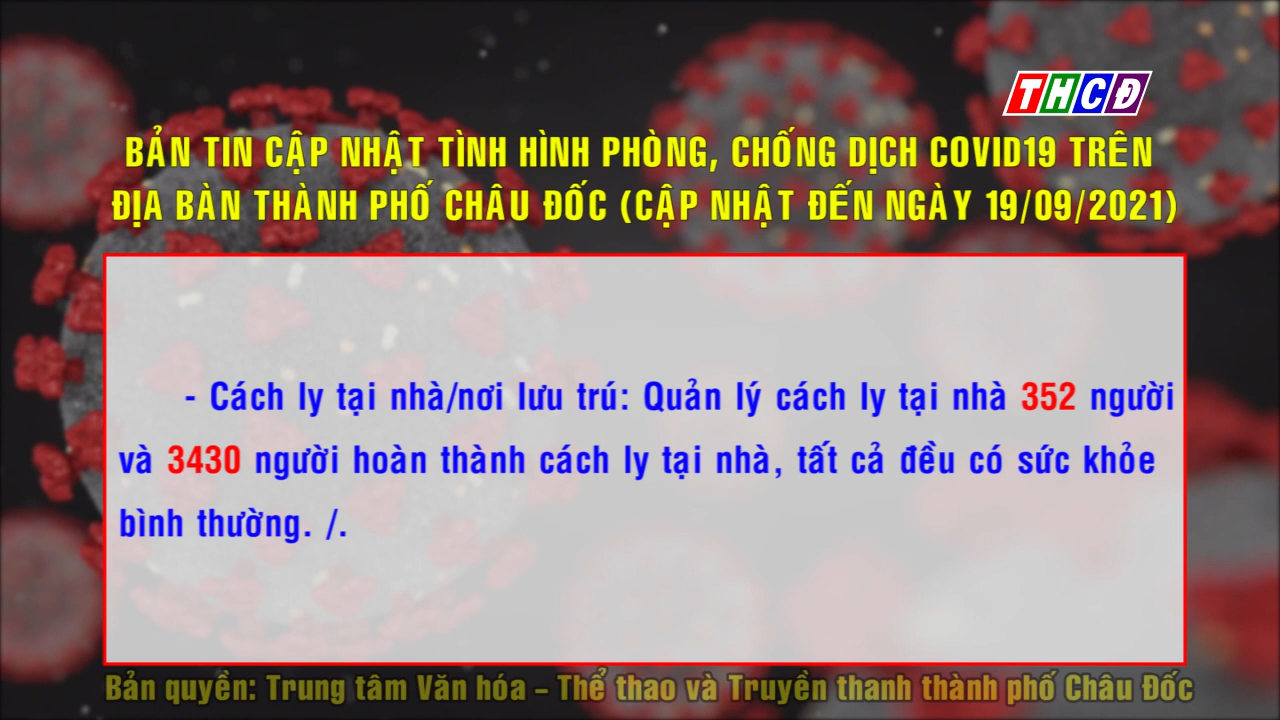 THCĐ
BẢN TIN CẬP NHẬT TÌNH HÌNH PHÒNG, CHỐNG DỊCH COVID19 TRÊN
ĐỊA BÀN THÀNH PHỐ CHÂU ĐỐC (CẬP NHẬT ĐẾN NGÀY 19/09/2021)
- Cách ly tại nhà/nơi lưu trú: Quản lý cách ly tại nhà 352 người
và 3430 người hoàn thành cách ly tại nhà, tất cả đều có sức khỏe
bình thường. /.
Bản quyền: Trung tâm Văn hóa – Thể thao và Truyền thanh thành phố Châu Đốc